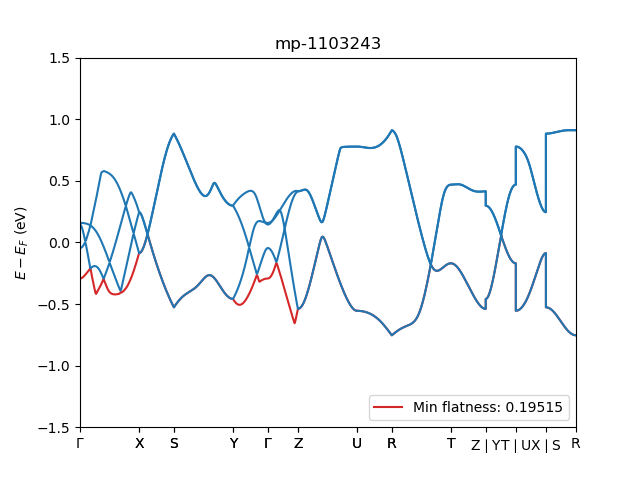 mp-1103243
E − E_F (eV)
1.5
1.0
0.5
0.0
−0.5
−1.0
−1.5
Min flatness: 0.19515
Γ X S Y Γ Z U R T Z | YT | UX | S R